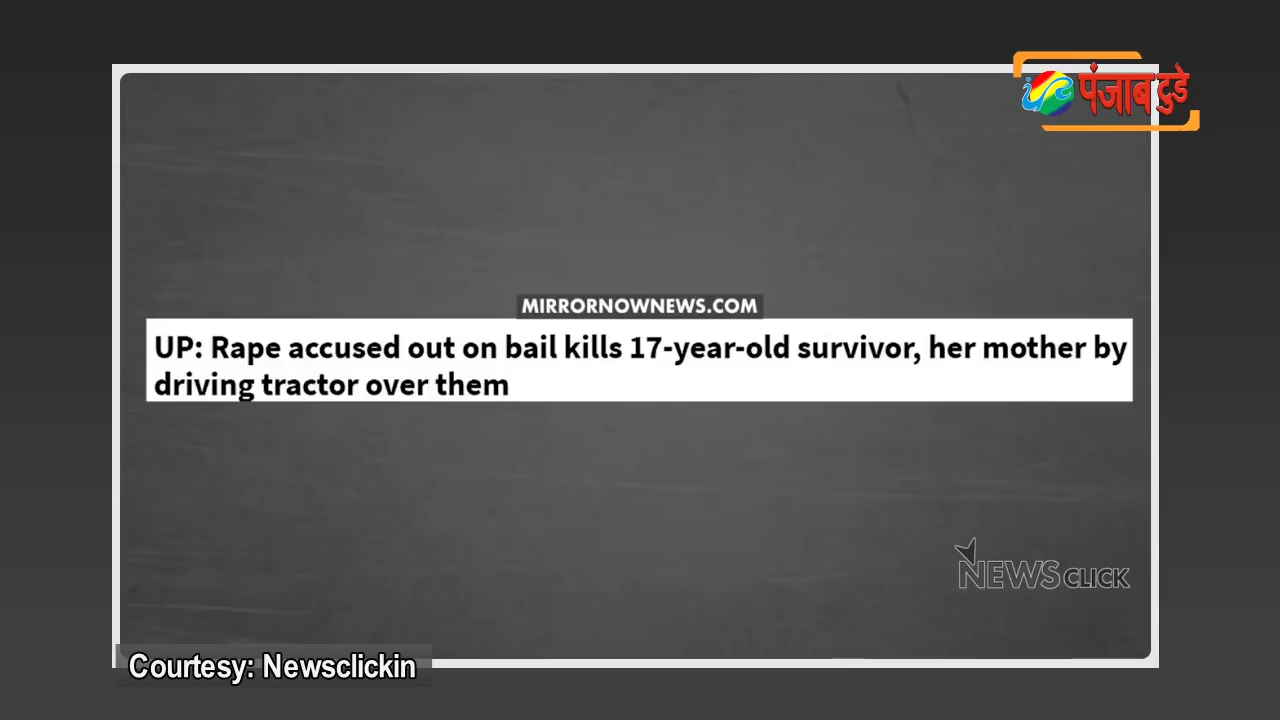 पंजाब टुडे
MIRRORNOWNEWS.COM
UP: Rape accused out on bail kills 17-year-old survivor, her mother by
driving tractor over them
NEWSCLICK
Courtesy: Newsclickin